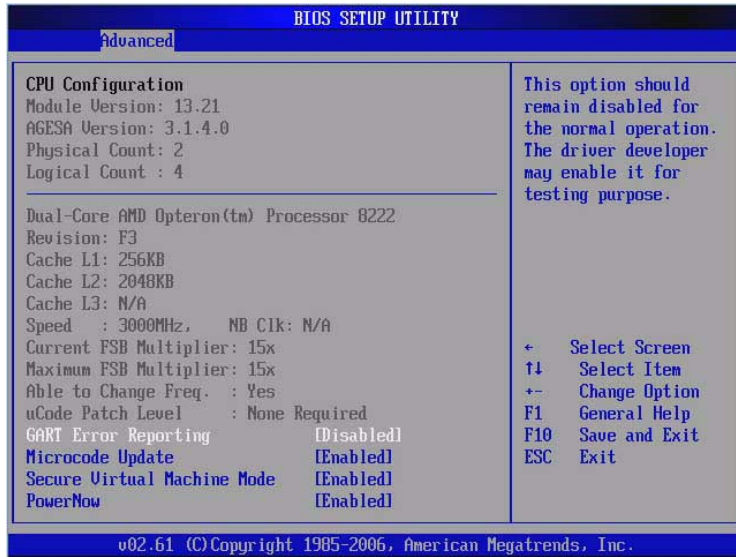 BIOS SETUP UTILITY
Advanced
CPU Configuration
Module Version: 13.21
AGESA Version: 3.1.4.0
Physical Count: 2
Logical Count : 4
Dual-Core AMD Opteron(tm) Processor 8222
Revision: F3
Cache L1: 256KB
Cache L2: 2048KB
Cache L3: N/A
Speed : 3000MHz, NB Clk: N/A
Current FSB Multiplier: 15x
Maximum FSB Multiplier: 15x
Able to Change Freq. : Yes
uCode Patch Level : None Required
GART Error Reporting [Disabled]
Microcode Update [Enabled]
Secure Virtual Machine Mode [Enabled]
PowerNow [Enabled]
This option should
remain disabled for
the normal operation.
The driver developer
may enable it for
testing purpose.
← Select Screen
↑↓ Select Item
+- Change Option
F1 General Help
F10 Save and Exit
ESC Exit
v02.61 (C)Copyright 1985-2006, American Megatrends, Inc.